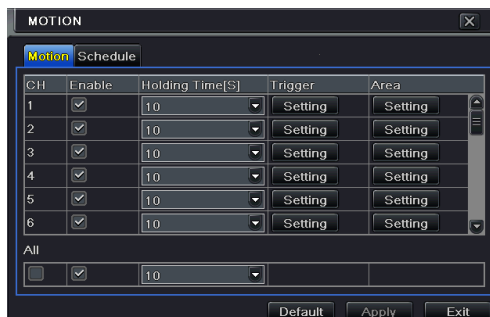 MOTION
Motion Schedule
CH Enable Holding Time[S] Trigger Area
1 10 Setting Setting
2 10 Setting Setting
3 10 Setting Setting
4 10 Setting Setting
5 10 Setting Setting
6 10 Setting Setting
All
10
Default Apply Exit